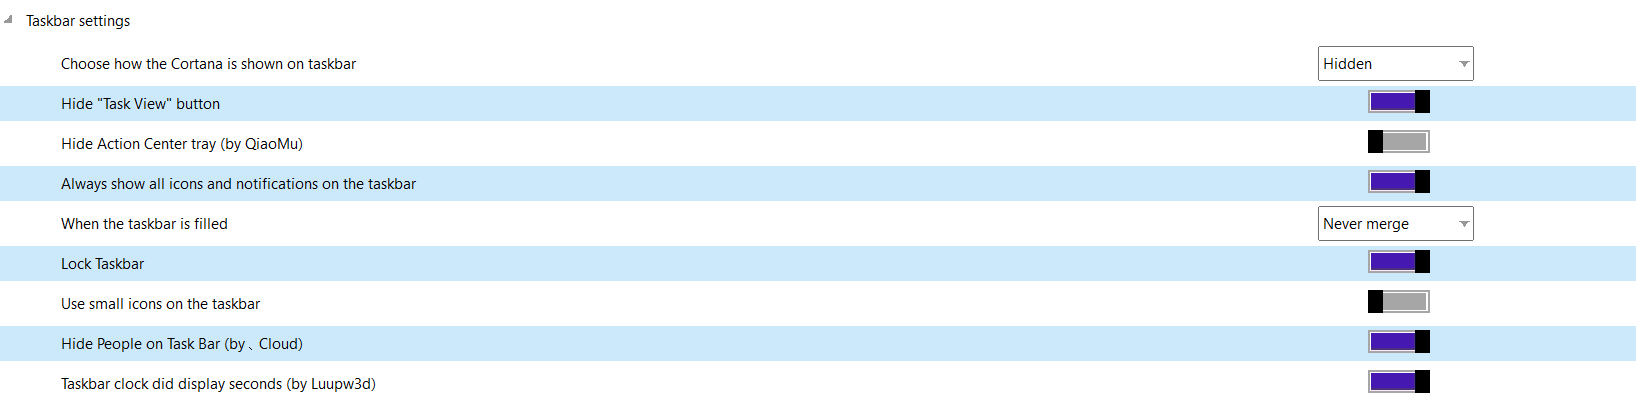 Taskbar settings
Choose how the Cortana is shown on taskbar
Hidden
Hide "Task View" button
Hide Action Center tray (by QiaoMu)
Always show all icons and notifications on the taskbar
When the taskbar is filled
Never merge
Lock Taskbar
Use small icons on the taskbar
Hide People on Task Bar (by 、Cloud)
Taskbar clock did display seconds (by Luupw3d)